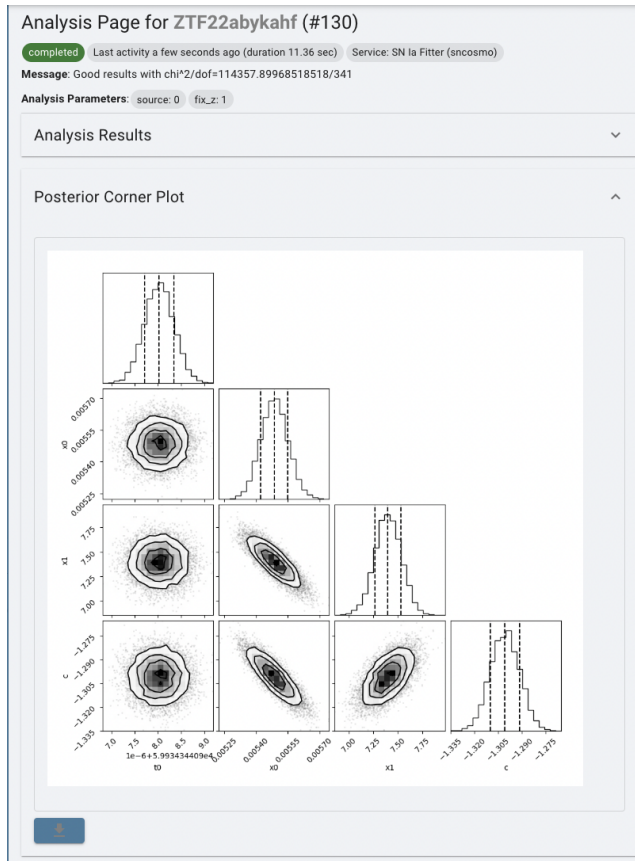 Analysis Page for ZTF22abykahf (#130)
completed Last activity a few seconds ago (duration 11.36 sec) Service: SN Ia Fitter (sncosmo)
Message: Good results with chi^2/dof=114357.89968518518/341
Analysis Parameters: source: 0 fix_z: 1
Analysis Results
Posterior Corner Plot
x0
0.00570
0.00555
0.00540
0.00525
x1
7.75
7.50
7.25
7.00
c
−1.275
−1.290
−1.305
−1.320
−1.335
7.0 7.5 8.0 8.5 9.0
1e−6+5.993434409e4
t0
0.00525 0.00540 0.00555 0.00570
x0
7.00 7.25 7.50 7.75
x1
−1.335 −1.320 −1.305 −1.290 −1.275
c